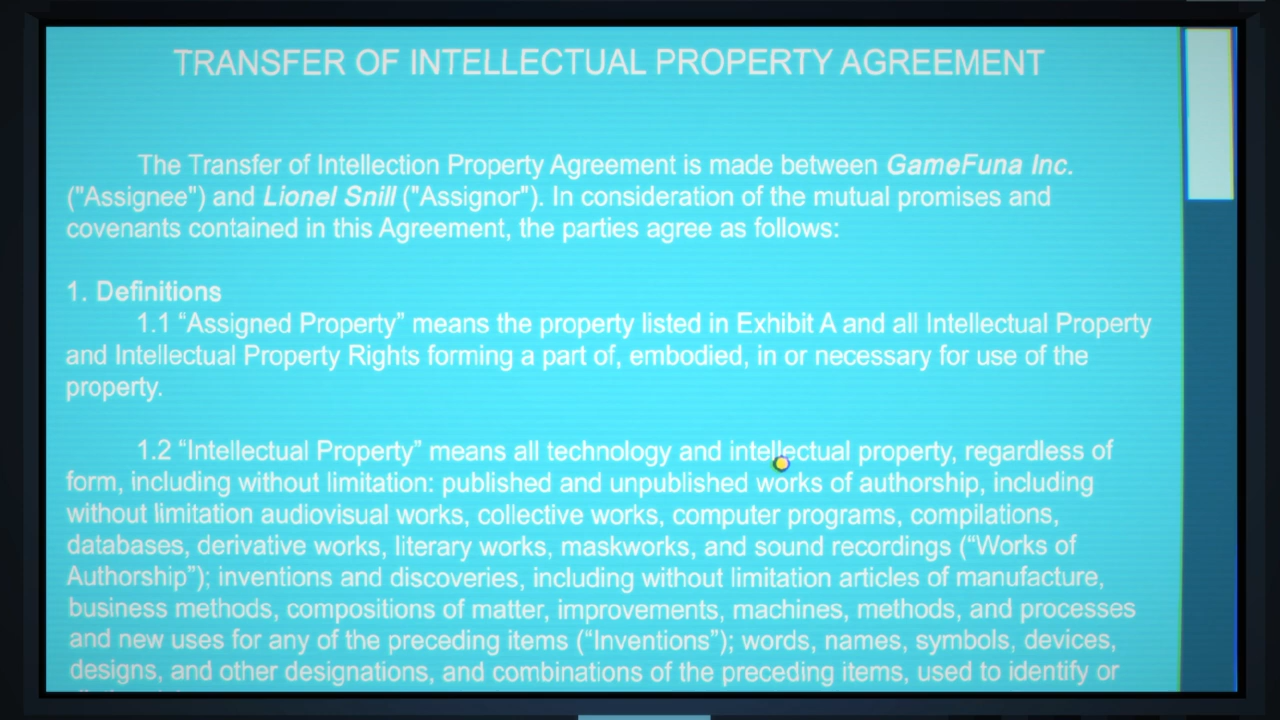 TRANSFER OF INTELLECTUAL PROPERTY AGREEMENT
The Transfer of Intellection Property Agreement is made between GameFuna Inc.
("Assignee") and Lionel Snill ("Assignor"). In consideration of the mutual promises and
covenants contained in this Agreement, the parties agree as follows:
1. Definitions
1.1 “Assigned Property” means the property listed in Exhibit A and all Intellectual Property
and Intellectual Property Rights forming a part of, embodied, in or necessary for use of the
property.
1.2 “Intellectual Property” means all technology and intellectual property, regardless of
form, including without limitation: published and unpublished works of authorship, including
without limitation audiovisual works, collective works, computer programs, compilations,
databases, derivative works, literary works, maskworks, and sound recordings (“Works of
Authorship”); inventions and discoveries, including without limitation articles of manufacture,
business methods, compositions of matter, improvements, machines, methods, and processes
and new uses for any of the preceding items (“Inventions”); words, names, symbols, devices,
designs, and other designations, and combinations of the preceding items, used to identify or